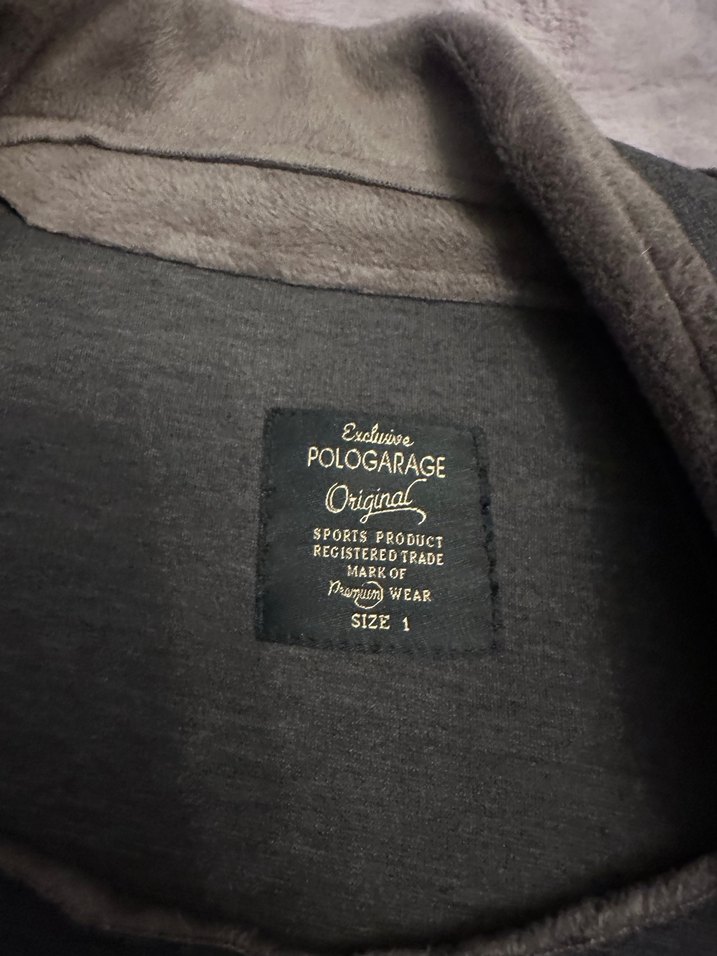 Exclusive
POLOGARAGE
Original
SPORTS PRODUCT
REGISTERED TRADE
MARK OF
Premium WEAR
SIZE 1